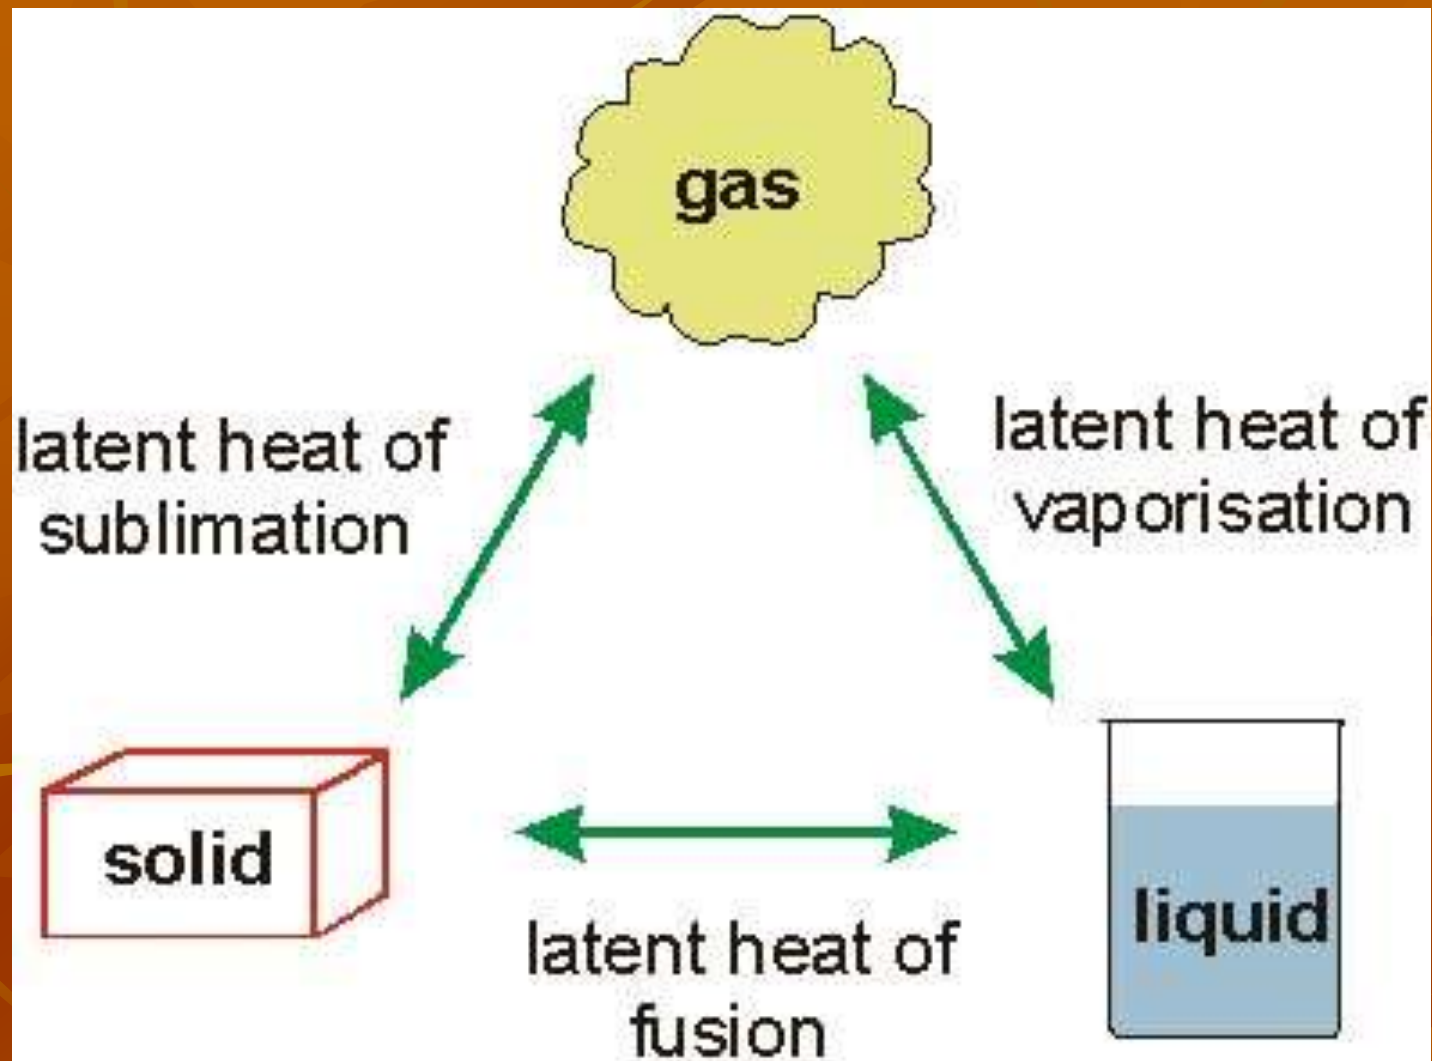 gas
latent heat of
sublimation
latent heat of
vaporisation
solid
liquid
latent heat of
fusion